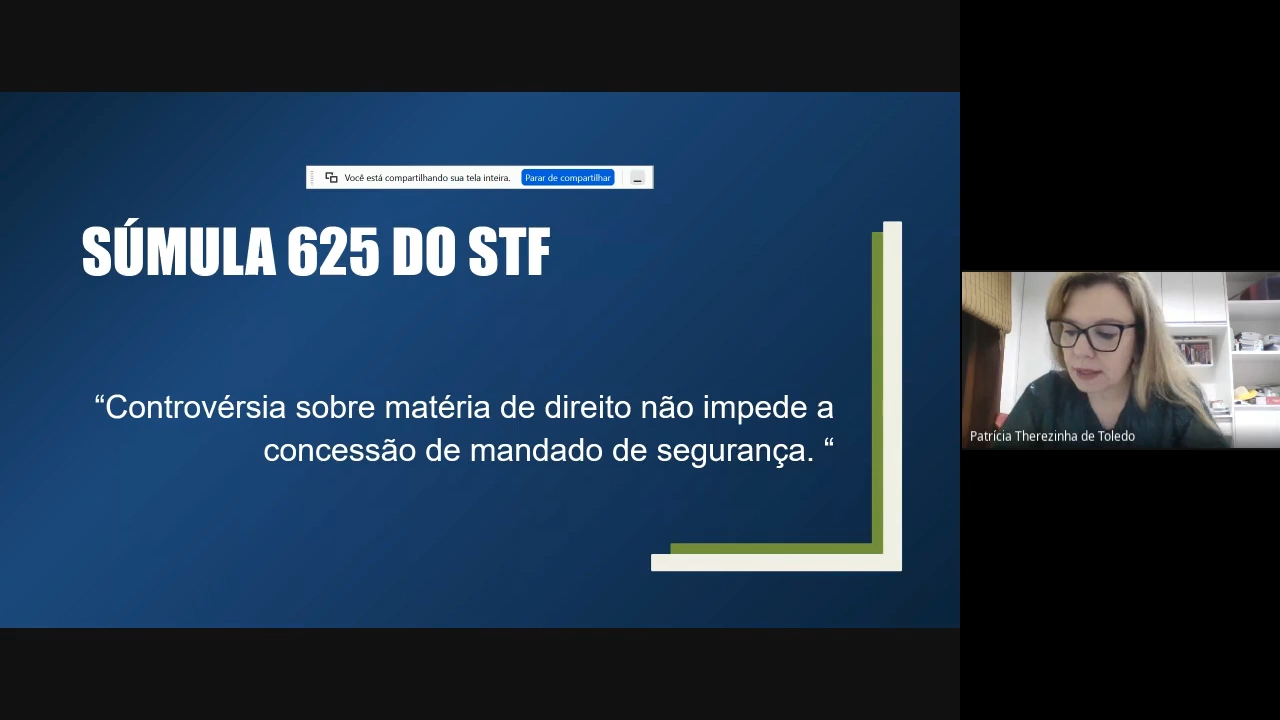 Você está compartilhando sua tela inteira. Parar de compartilhar
SÚMULA 625 DO STF
“Controvérsia sobre matéria de direito não impede a
concessão de mandado de segurança. “
Patrícia Therezinha de Toledo